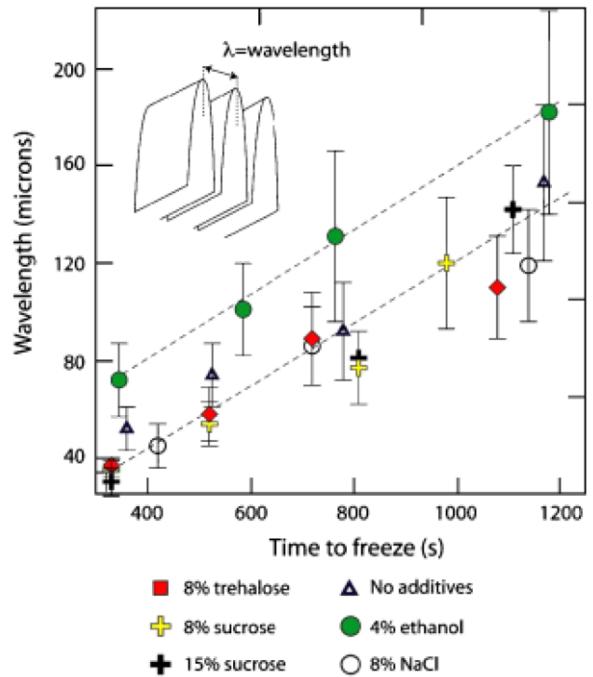 λ=wavelength
200
160
120
80
40
Wavelength (microns)
400
600
800
1000
1200
Time to freeze (s)
8% trehalose
No additives
8% sucrose
4% ethanol
15% sucrose
8% NaCl